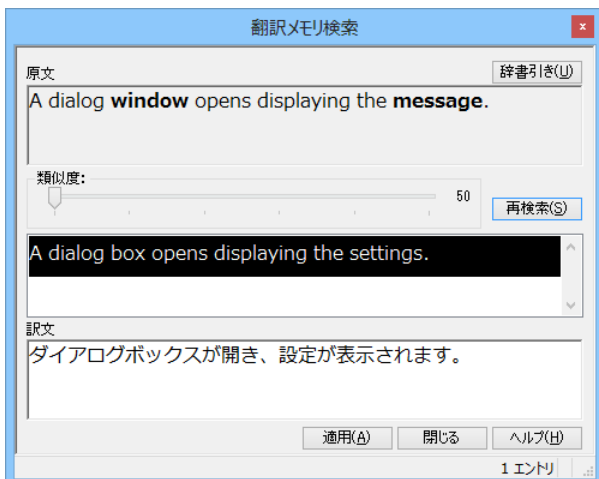 翻訳メモリ検索
x
原文
辞書引き(U)
A dialog window opens displaying the message.
類似度:
50
再検索(S)
A dialog box opens displaying the settings.
訳文
ダイアログボックスが開き、設定が表示されます。
適用(A) 閉じる ヘルプ(H)
1 エントリ